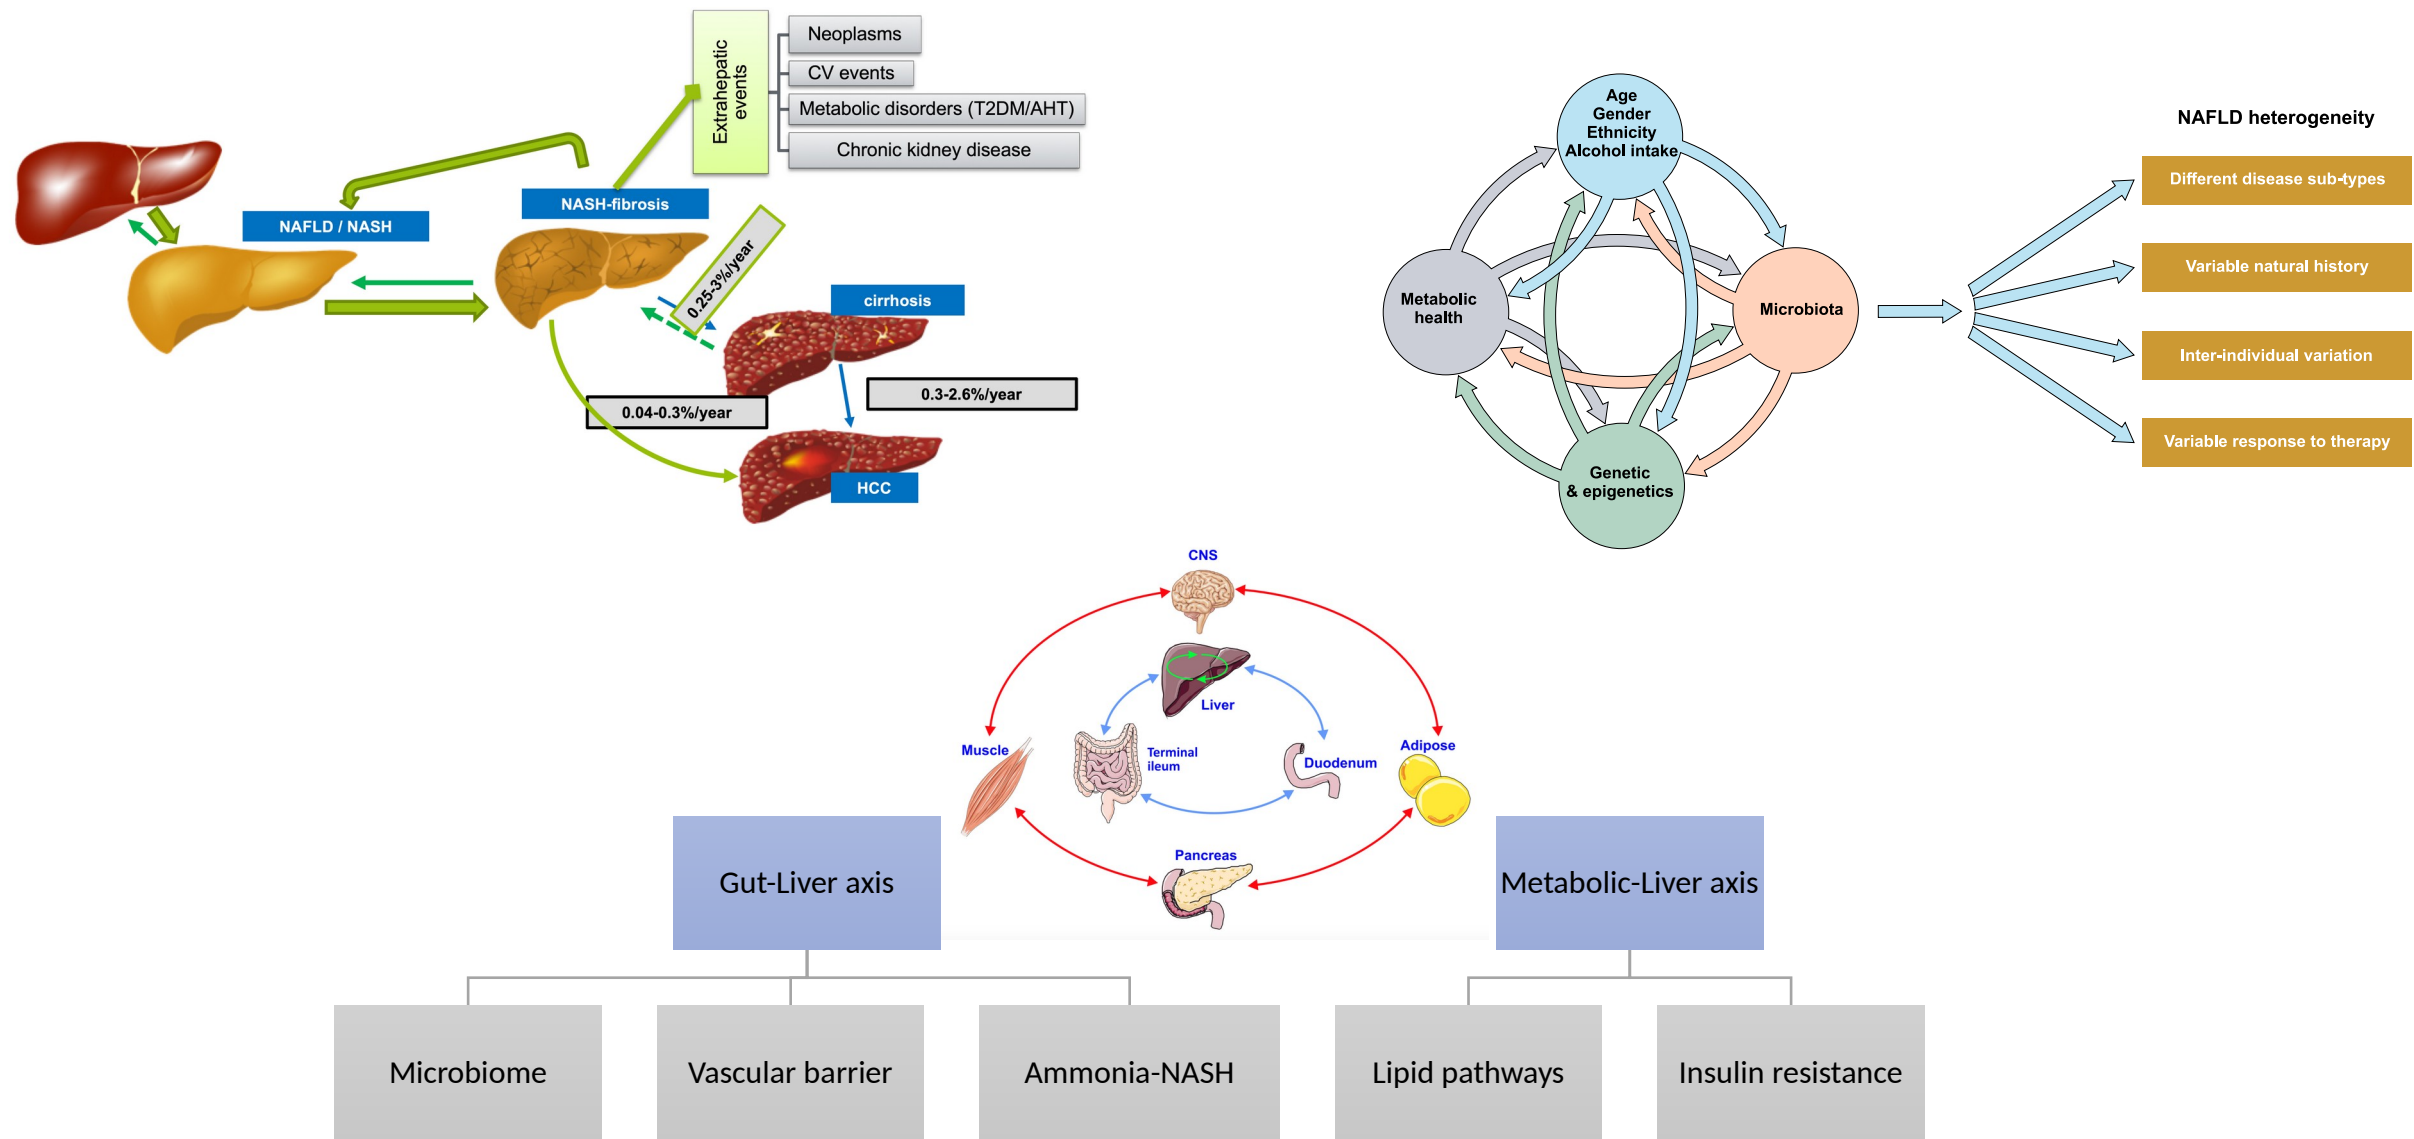 Extrahepatic
events
Neoplasms
CV events
Metabolic disorders (T2DM/AHT)
Chronic kidney disease
NASH-fibrosis
NAFLD / NASH
0.25-3%/year
cirrhosis
0.3-2.6%/year
0.04-0.3%/year
HCC
Age
Gender
Ethnicity
Alcohol intake
Metabolic
health
Microbiota
Genetic
& epigenetics
NAFLD heterogeneity
Different disease sub-types
Variable natural history
Inter-individual variation
Variable response to therapy
CNS
Liver
Muscle
Terminal
ileum
Duodenum
Adipose
Pancreas
Gut-Liver axis
Metabolic-Liver axis
Microbiome
Vascular barrier
Ammonia-NASH
Lipid pathways
Insulin resistance